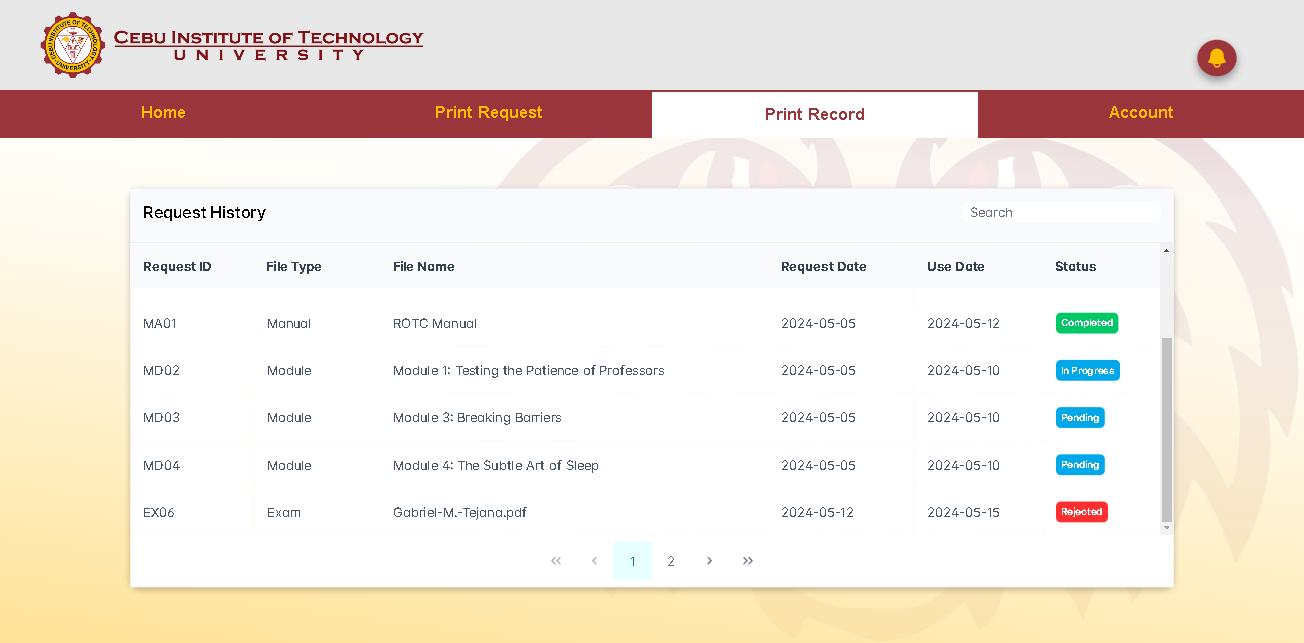 CEBU INSTITUTE OF TECHNOLOGY
UNIVERSITY
CEBU INSTITUTE OF TECHNOLOGY
UNIVERSITY
Home Print Request Print Record Account
Request History Search
Request ID File Type File Name Request Date Use Date Status
MA01 Manual ROTC Manual 2024-05-05 2024-05-12 Completed
MD02 Module Module 1: Testing the Patience of Professors 2024-05-05 2024-05-10 In Progress
MD03 Module Module 3: Breaking Barriers 2024-05-05 2024-05-10 Pending
MD04 Module Module 4: The Subtle Art of Sleep 2024-05-05 2024-05-10 Pending
EX06 Exam Gabriel-M.-Tejana.pdf 2024-05-12 2024-05-15 Rejected
« ‹ 1 2 › »